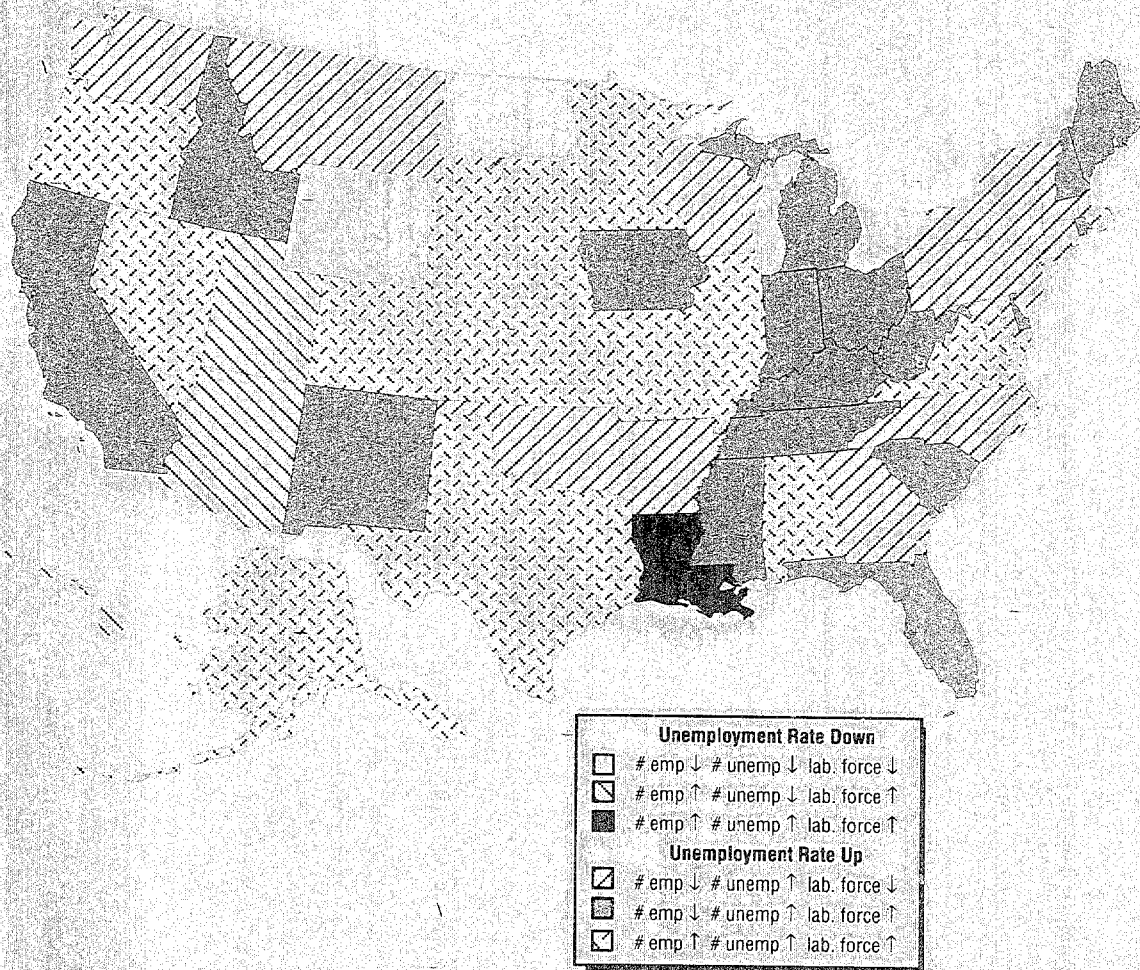 Unemployment Rate Down
# emp ↓ # unemp ↓ lab. force ↓
# emp ↑ # unemp ↓ lab. force ↑
# emp ↑ # unemp ↑ lab. force ↑
Unemployment Rate Up
# emp ↓ # unemp ↑ lab. force ↓
# emp ↓ # unemp ↑ lab. force ↑
# emp ↑ # unemp ↑ lab. force ↑